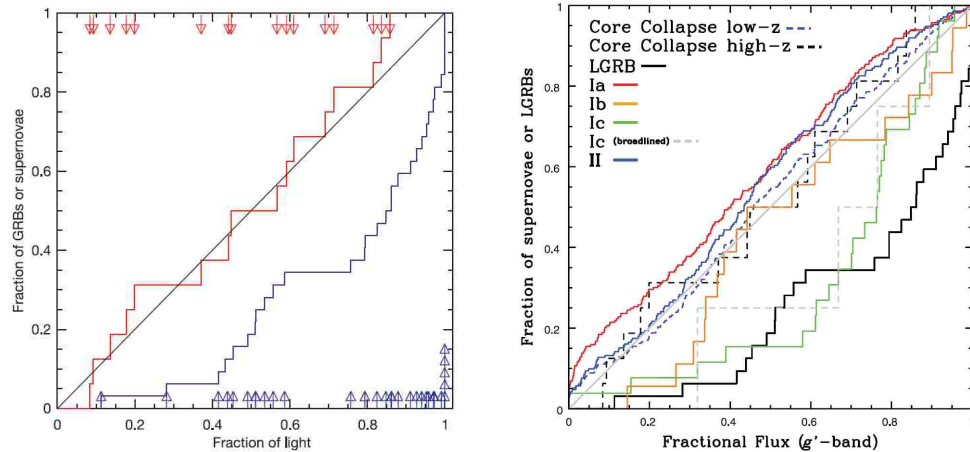 Fraction of GRBs or supernovae
1
0.8
0.6
0.4
0.2
0
0
0.2
0.4
0.6
0.8
1
Fraction of light
Fraction of supernovae or LGRBs
1
0.8
0.6
0.4
0.2
0
Core Collapse low-z
Core Collapse high-z
LGRB
Ia
Ib
Ic
Ic (broadlined)
II
0
0.2
0.4
0.6
0.8
1
Fractional Flux (g'-band)